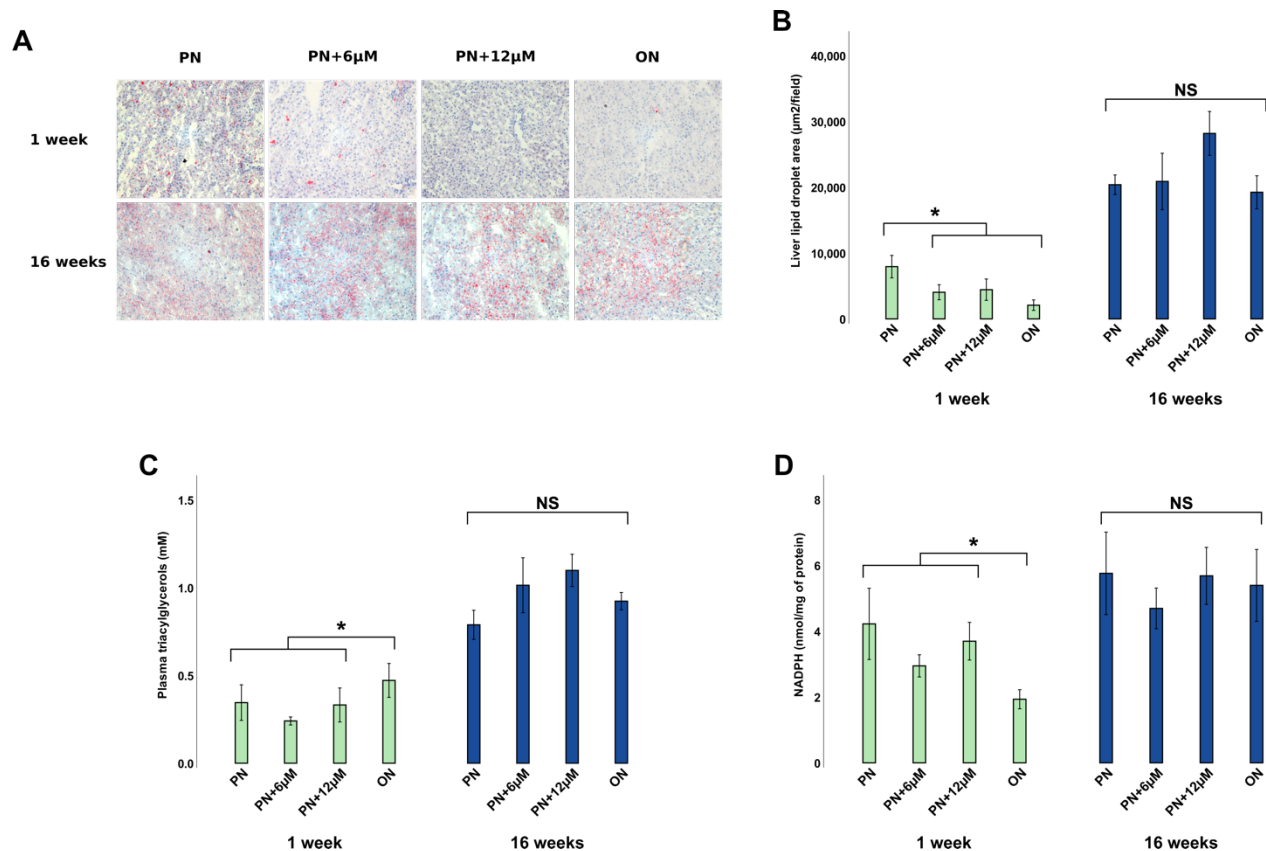 A
PN
PN+6µM
PN+12µM
ON
1 week
16 weeks
B
Liver lipid droplet area (µm2/field)
40,000
30,000
20,000
10,000
0
*
NS
PN
PN+6µM
PN+12µM
ON
PN
PN+6µM
PN+12µM
ON
1 week
16 weeks
C
Plasma triacylglycerols (mM)
1.5
1.0
0.5
0.0
*
NS
PN
PN+6µM
PN+12µM
ON
PN
PN+6µM
PN+12µM
ON
1 week
16 weeks
D
NADPH (nmol/mg of protein)
8
6
4
2
0
*
NS
PN
PN+6µM
PN+12µM
ON
PN
PN+6µM
PN+12µM
ON
1 week
16 weeks